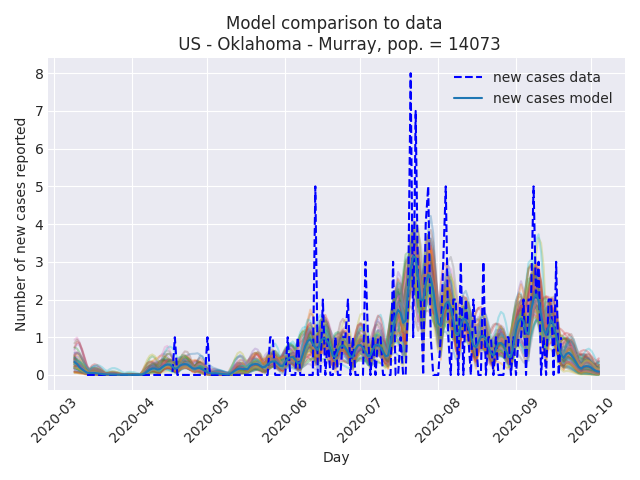 Model comparison to data
US - Oklahoma - Murray, pop. = 14073
new cases data
new cases model
Number of new cases reported
8
7
6
5
4
3
2
1
0
2020-03
2020-04
2020-05
2020-06
2020-07
2020-08
2020-09
2020-10
Day